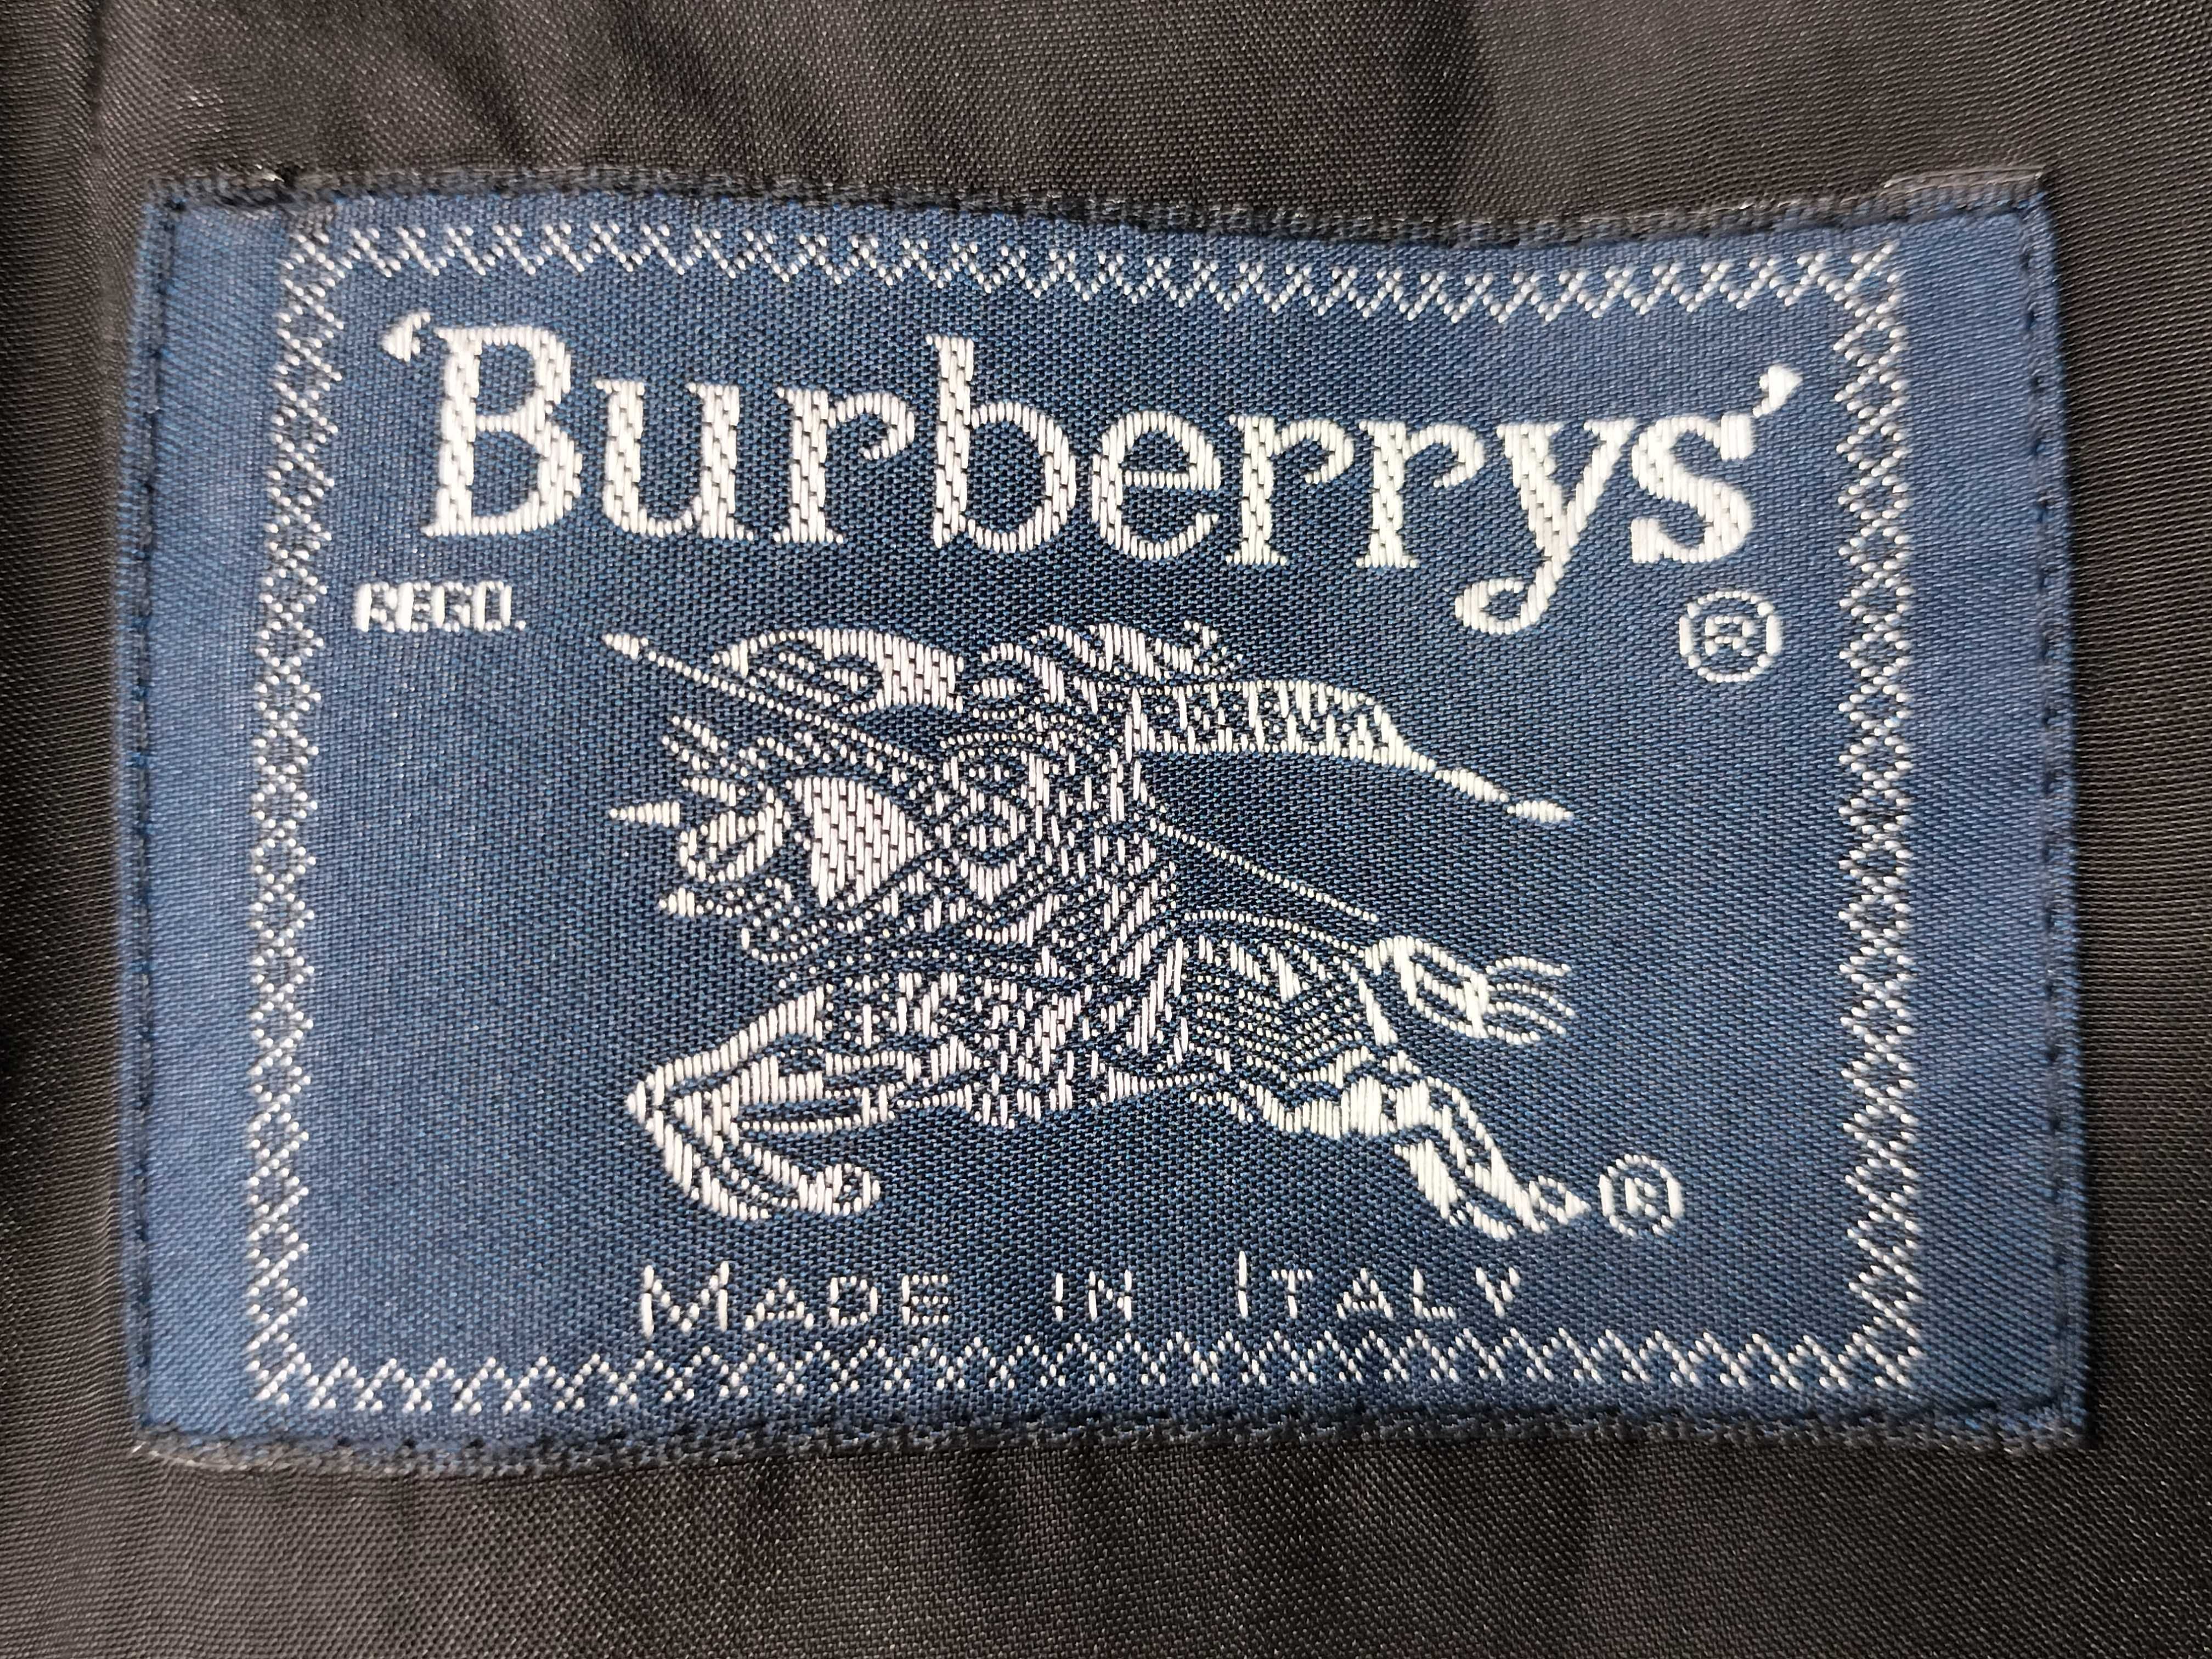 ‘Burberrys’
REGD. ®
®
MADE IN ITALY